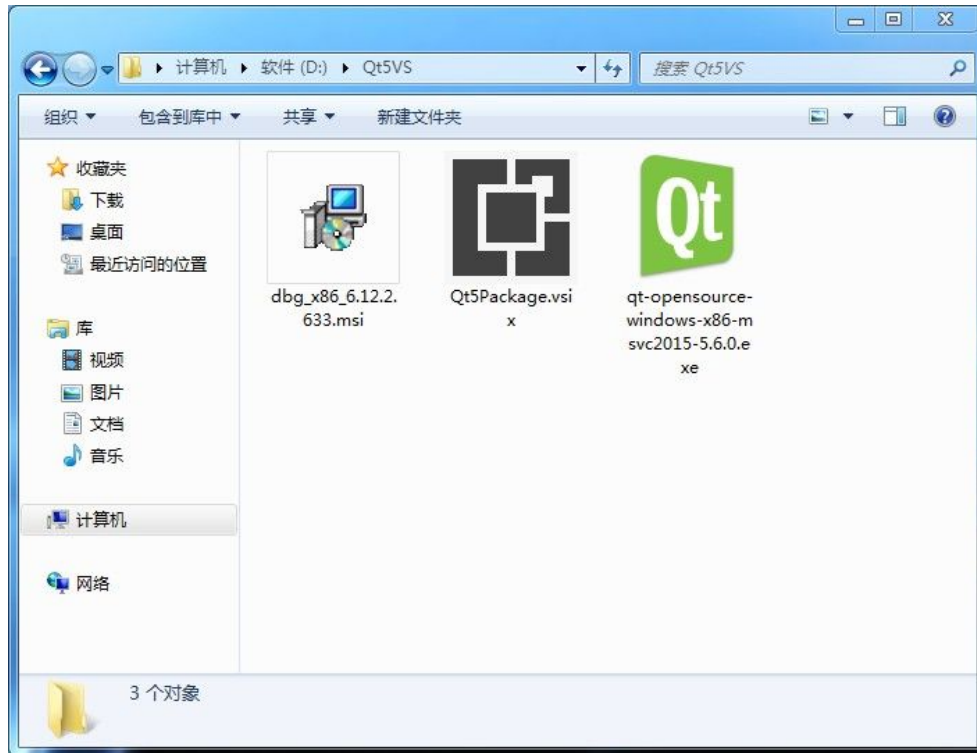 计算机 软件 (D:) Qt5VS
搜索 Qt5VS
组织 包含到库中 共享 新建文件夹
收藏夹
下载
桌面
最近访问的位置
库
视频
图片
文档
音乐
计算机
网络
dbg_x86_6.12.2.
633.msi
Qt5Package.vsi
x
Qt
qt-opensource-
windows-x86-m
svc2015-5.6.0.e
xe
3 个对象